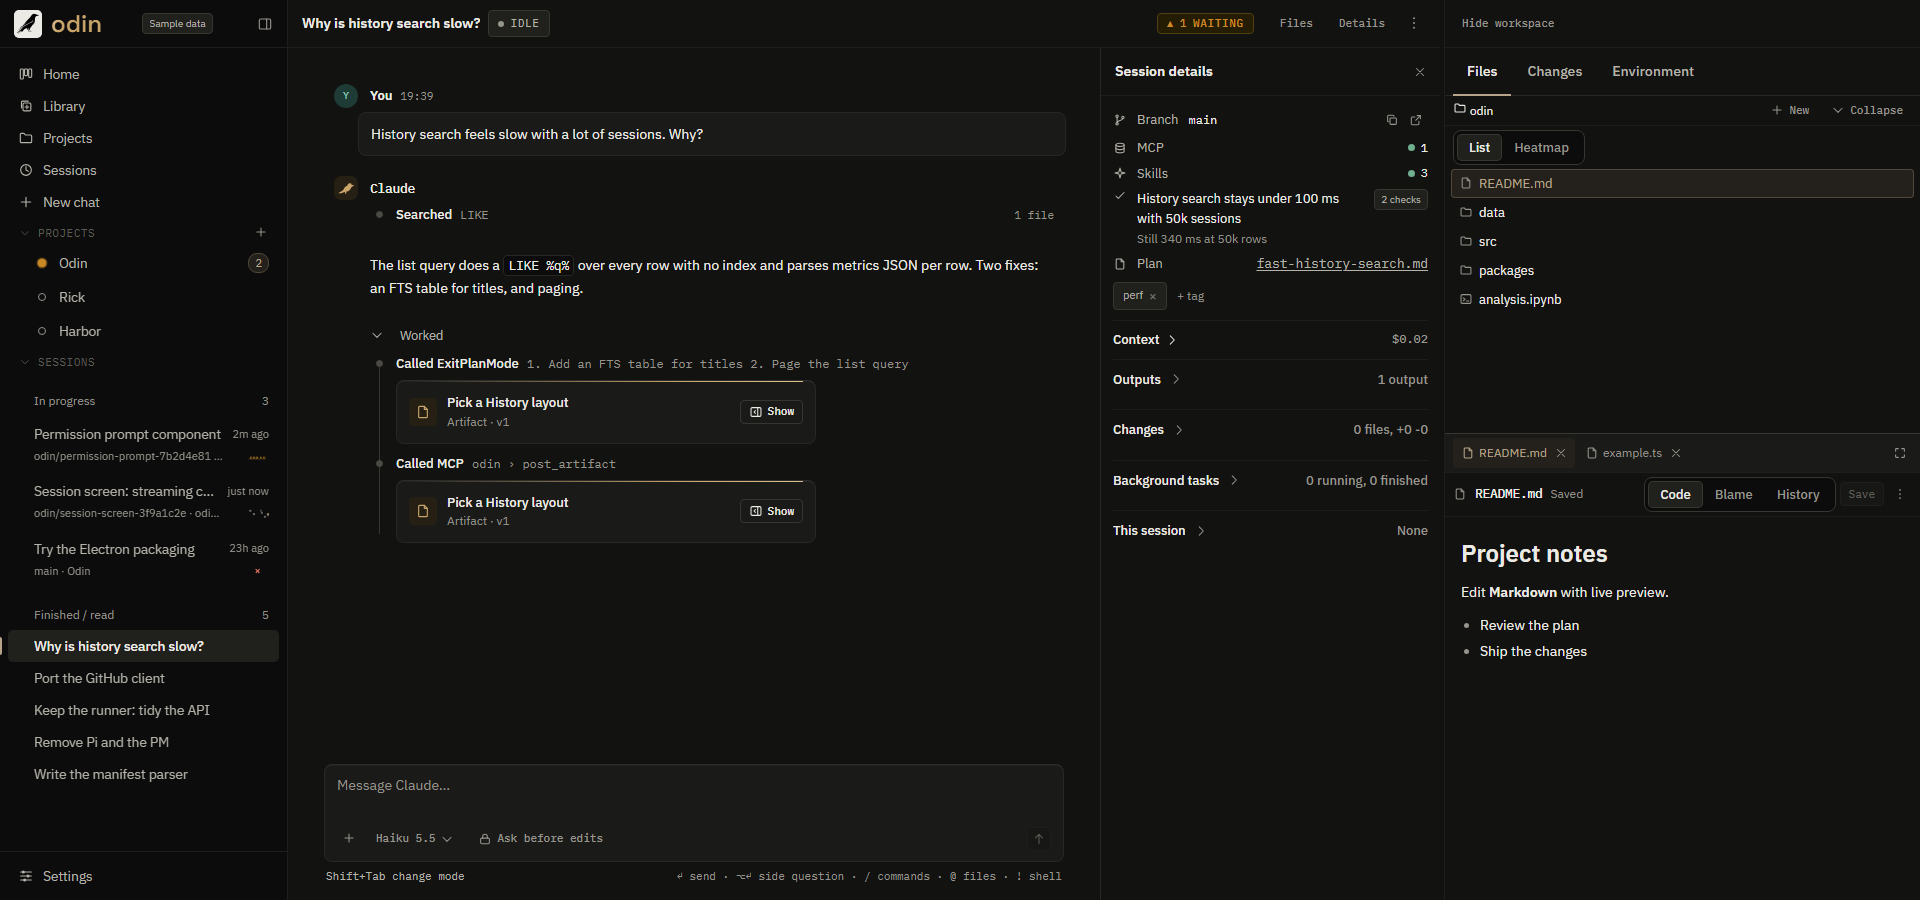 odin
Sample data
Home
Library
Projects
Sessions
New chat
PROJECTS
Odin 2
Rick
Harbor
SESSIONS
In progress 3
Permission prompt component 2m ago
odin/permission-prompt-7b2d4e81 ...
Session screen: streaming c... just now
odin/session-screen-3f9a1c2e · odi...
Try the Electron packaging 23h ago
main · Odin
Finished / read 5
Why is history search slow?
Port the GitHub client
Keep the runner: tidy the API
Remove Pi and the PM
Write the manifest parser
Settings
Why is history search slow? IDLE
▲ 1 WAITING Files Details
Y You 19:39
History search feels slow with a lot of sessions. Why?
Claude
Searched LIKE 1 file
The list query does a LIKE %q% over every row with no index and parses metrics JSON per row. Two fixes:
an FTS table for titles, and paging.
Worked
Called ExitPlanMode 1. Add an FTS table for titles 2. Page the list query
Pick a History layout
Artifact · v1
Show
Called MCP odin › post_artifact
Pick a History layout
Artifact · v1
Show
Message Claude...
Haiku 5.5 Ask before edits
Shift+Tab change mode
↵ send · ⌥↵ side question · / commands · @ files · ! shell
Session details
Branch main
MCP 1
Skills 3
History search stays under 100 ms
with 50k sessions
2 checks
Still 340 ms at 50k rows
Plan fast-history-search.md
perf × + tag
Context $0.02
Outputs 1 output
Changes 0 files, +0 -0
Background tasks 0 running, 0 finished
This session None
Hide workspace
Files Changes Environment
odin + New Collapse
List Heatmap
README.md
data
src
packages
analysis.ipynb
README.md example.ts
README.md Saved Code Blame History Save
Project notes
Edit Markdown with live preview.
Review the plan
Ship the changes